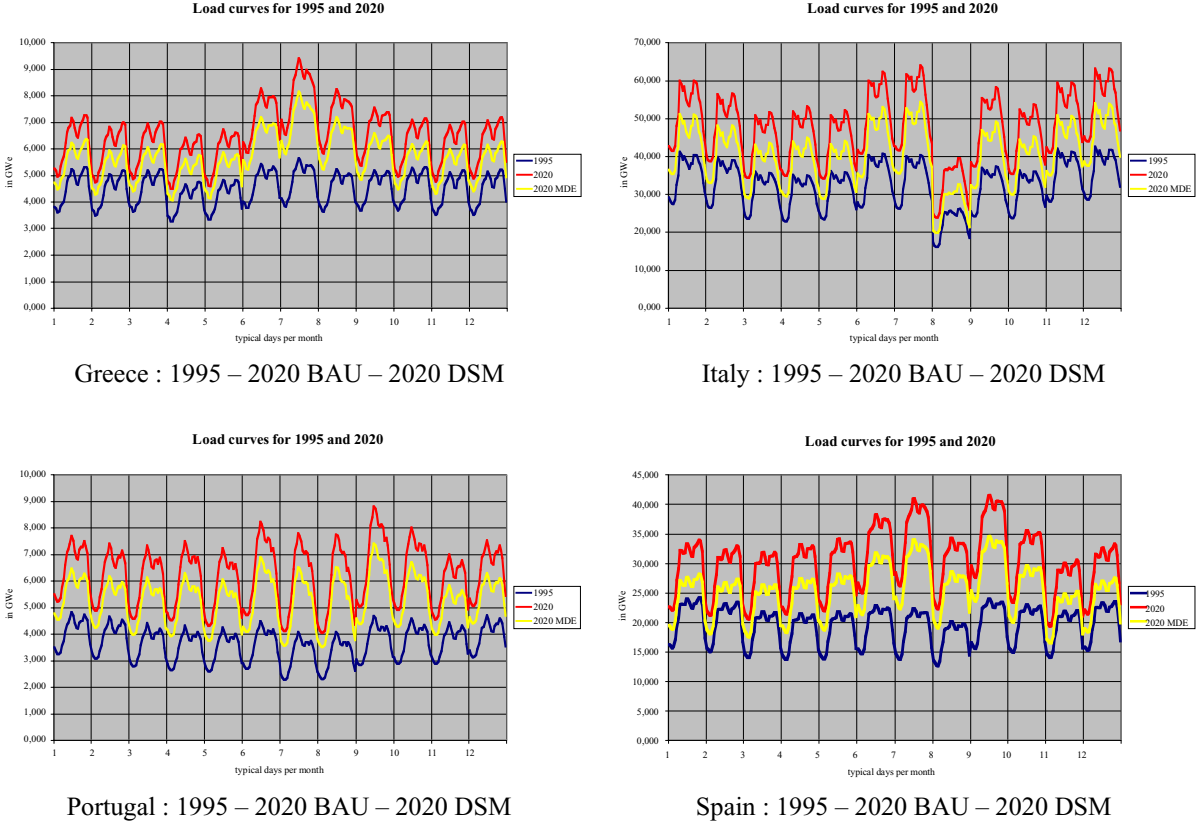 Load curves for 1995 and 2020
10,000
9,000
8,000
7,000
6,000
5,000
4,000
3,000
2,000
1,000
0,000
in GWe
1 2 3 4 5 6 7 8 9 10 11 12
typical days per month
1995
2020
2020 MDE
Greece : 1995 – 2020 BAU – 2020 DSM
Load curves for 1995 and 2020
70,000
60,000
50,000
40,000
30,000
20,000
10,000
0,000
in GWe
1 2 3 4 5 6 7 8 9 10 11 12
typical days per month
1995
2020
2020 MDE
Italy : 1995 – 2020 BAU – 2020 DSM
Load curves for 1995 and 2020
10,000
9,000
8,000
7,000
6,000
5,000
4,000
3,000
2,000
1,000
0,000
in GWe
1 2 3 4 5 6 7 8 9 10 11 12
typical days per month
1995
2020
2020 MDE
Portugal : 1995 – 2020 BAU – 2020 DSM
Load curves for 1995 and 2020
45,000
40,000
35,000
30,000
25,000
20,000
15,000
10,000
5,000
0,000
in GWe
1 2 3 4 5 6 7 8 9 10 11 12
typical days per month
1995
2020
2020 MDE
Spain : 1995 – 2020 BAU – 2020 DSM